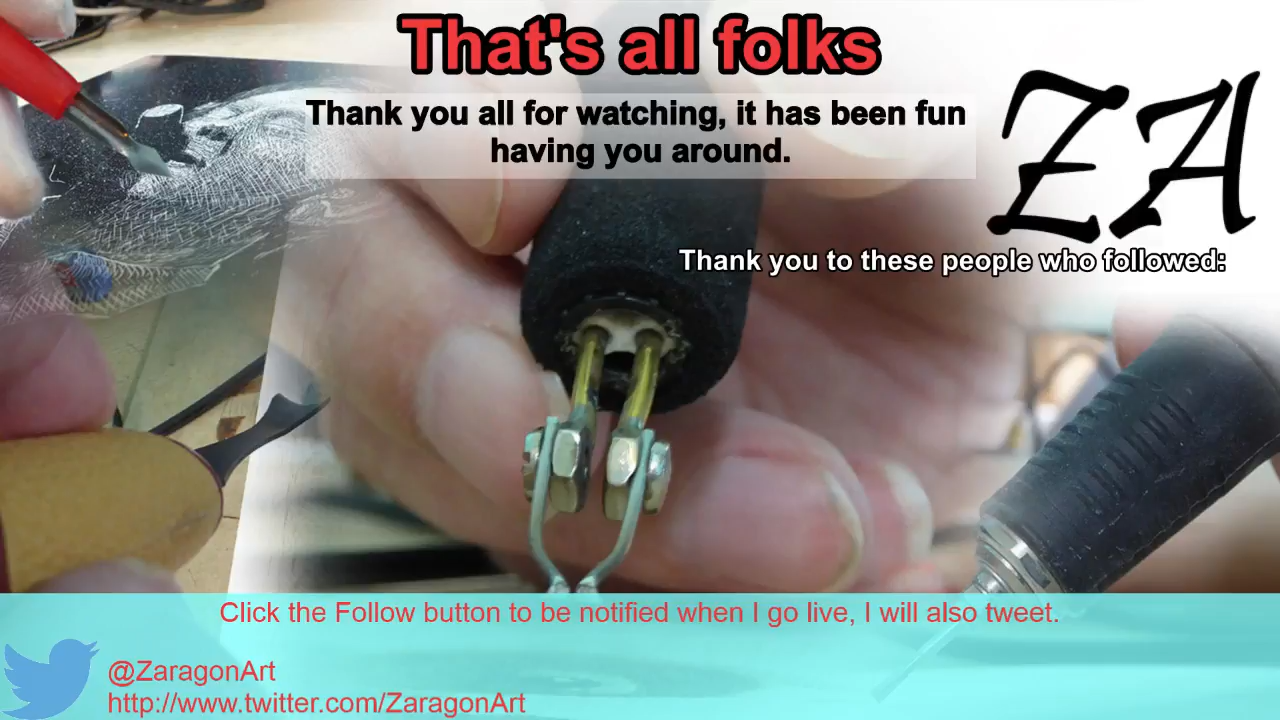 That's all folks
Thank you all for watching, it has been fun
having you around.
ZA
Thank you to these people who followed:
Click the Follow button to be notified when I go live, I will also tweet.
@ZaragonArt
http://www.twitter.com/ZaragonArt